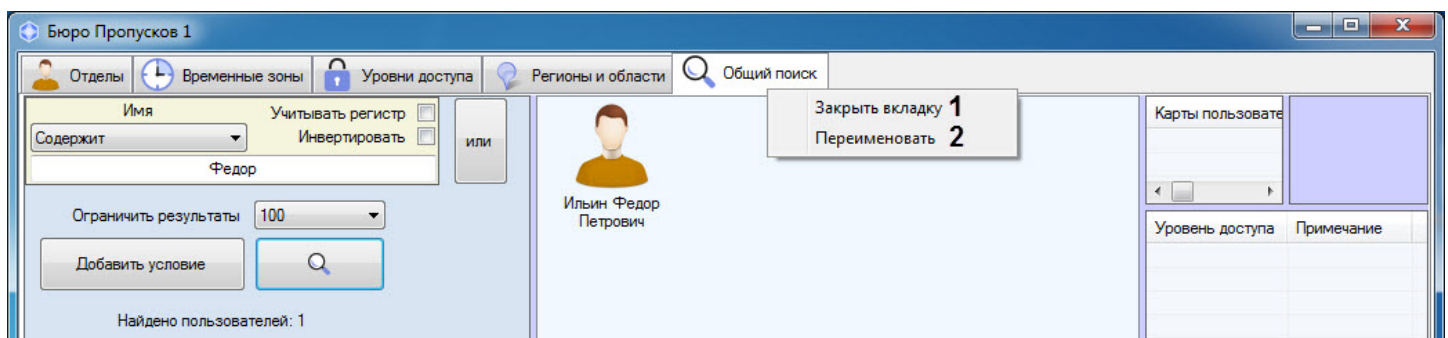 Бюро Пропусков 1
Отделы Временные зоны Уровни доступа Регионы и области Общий поиск
Имя Учитывать регистр
Содержит Инвертировать
Федор
или
Ограничить результаты 100
Добавить условие
Найдено пользователей: 1
Ильин Федор
Петрович
Закрыть вкладку 1
Переименовать 2
Карты пользовате
Уровень доступа Примечание